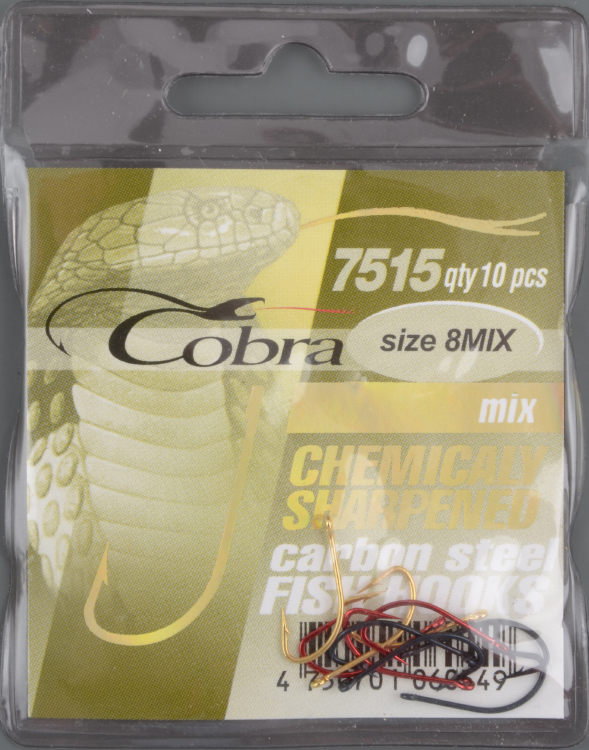 7515 qty 10 pcs
Cobra
size 8MIX
mix
CHEMICALY
SHARPENED
carbon steel
FISH HOOKS